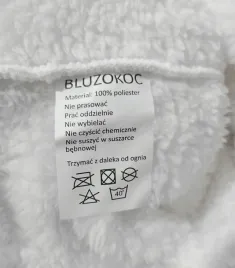 BLUZOKOC
Materiał: 100% poliester
Nie prasować
Prać oddzielnie
Nie wybielać
Nie czyścić chemicznie
Nie suszyć w suszarce
bębnowej
Trzymać z daleka od ognia
40°